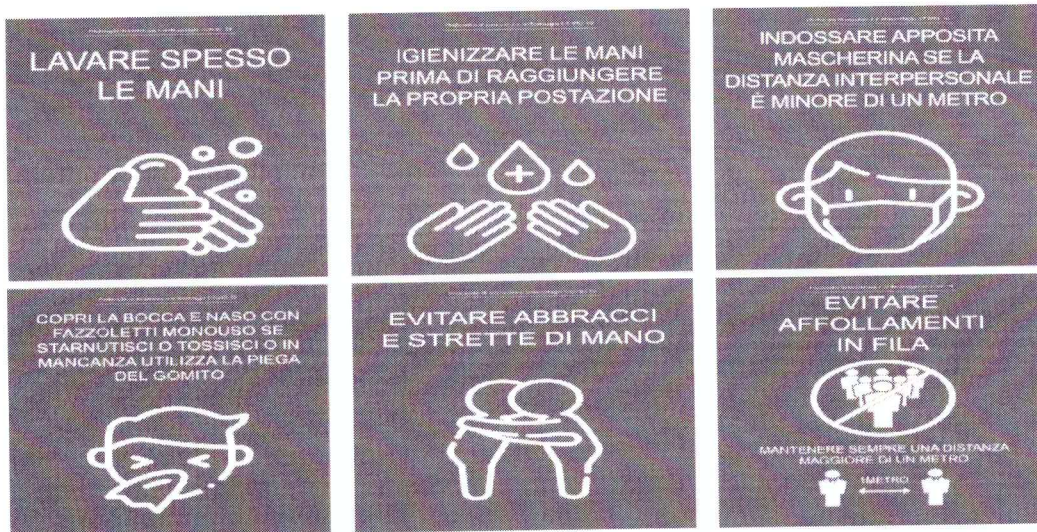 LAVARE SPESSO
LE MANI
IGIENIZZARE LE MANI
PRIMA DI RAGGIUNGERE
LA PROPRIA POSTAZIONE
INDOSSARE APPOSITA
MASCHERINA SE LA
DISTANZA INTERPERSONALE
È MINORE DI UN METRO
COPRI LA BOCCA E NASO CON
FAZZOLETTI MONOUSO SE
STARNUTISCI O TOSSISCI O IN
MANCANZA UTILIZZA LA PIEGA
DEL GOMITO
EVITARE ABBRACCI
E STRETTE DI MANO
EVITARE
AFFOLLAMENTI
IN FILA
MANTENERE SEMPRE UNA DISTANZA
MAGGIORE DI UN METRO
1METRO